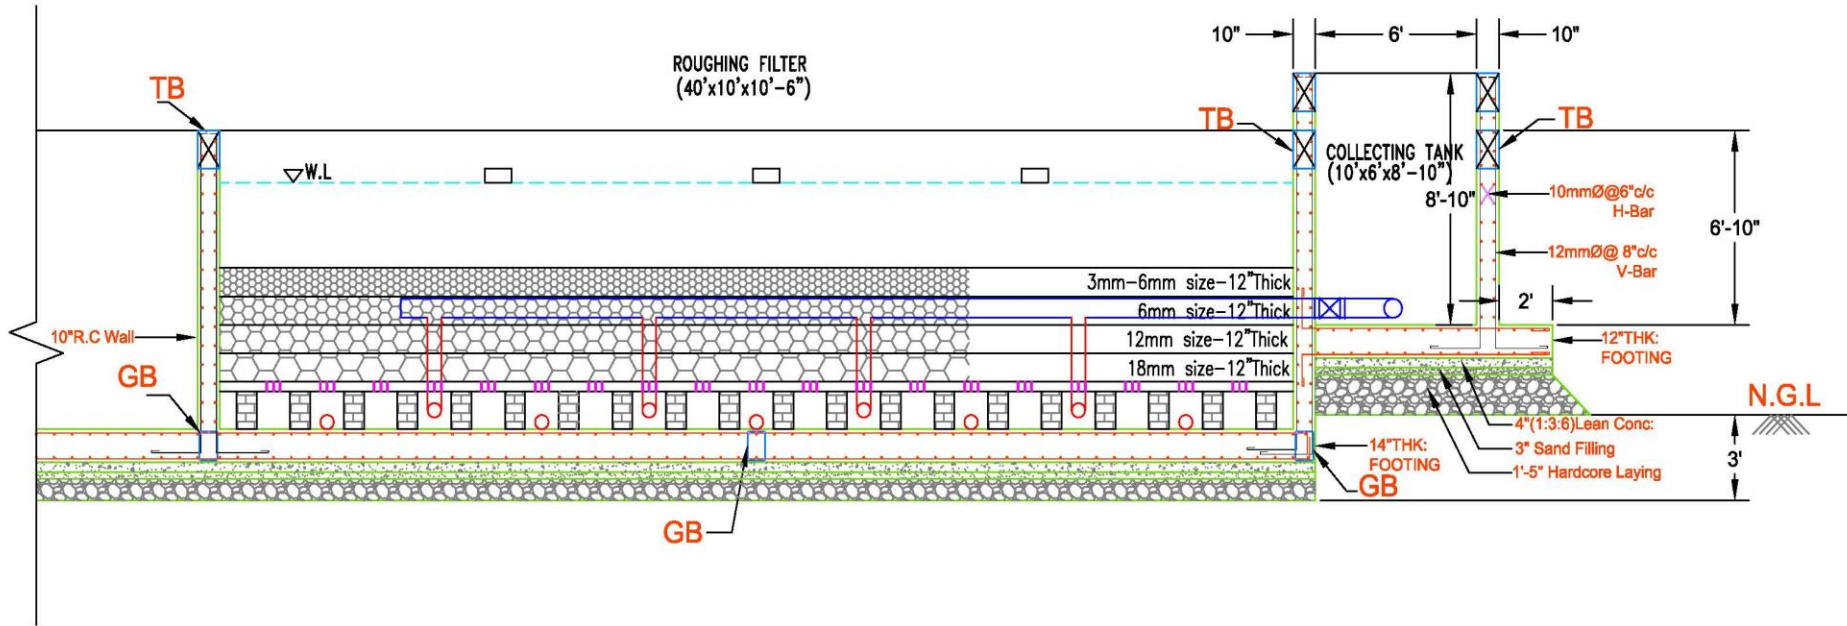 10"
6'
10"
ROUGHING FILTER
(40'x10'x10'-6")
TB
TB
TB
COLLECTING TANK
(10'x6'x8'-10")
W.L
8'-10"
10mmØ@6"c/c
H-Bar
6'-10"
12mmØ@ 8"c/c
V-Bar
3mm-6mm size-12"Thick
2'
6mm size-12"Thick
10"R.C Wall
12mm size-12"Thick
12"THK:
FOOTING
18mm size-12"Thick
GB
N.G.L
4"(1:3:6)Lean Conc:
14"THK:
FOOTING
3" Sand Filling
3'
1'-5" Hardcore Laying
GB
GB